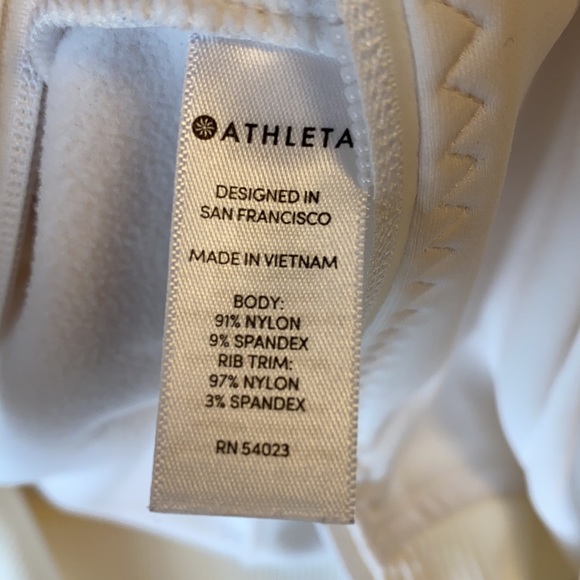 ATHLETA
DESIGNED IN
SAN FRANCISCO
MADE IN VIETNAM
BODY:
91% NYLON
9% SPANDEX
RIB TRIM:
97% NYLON
3% SPANDEX
RN 54023